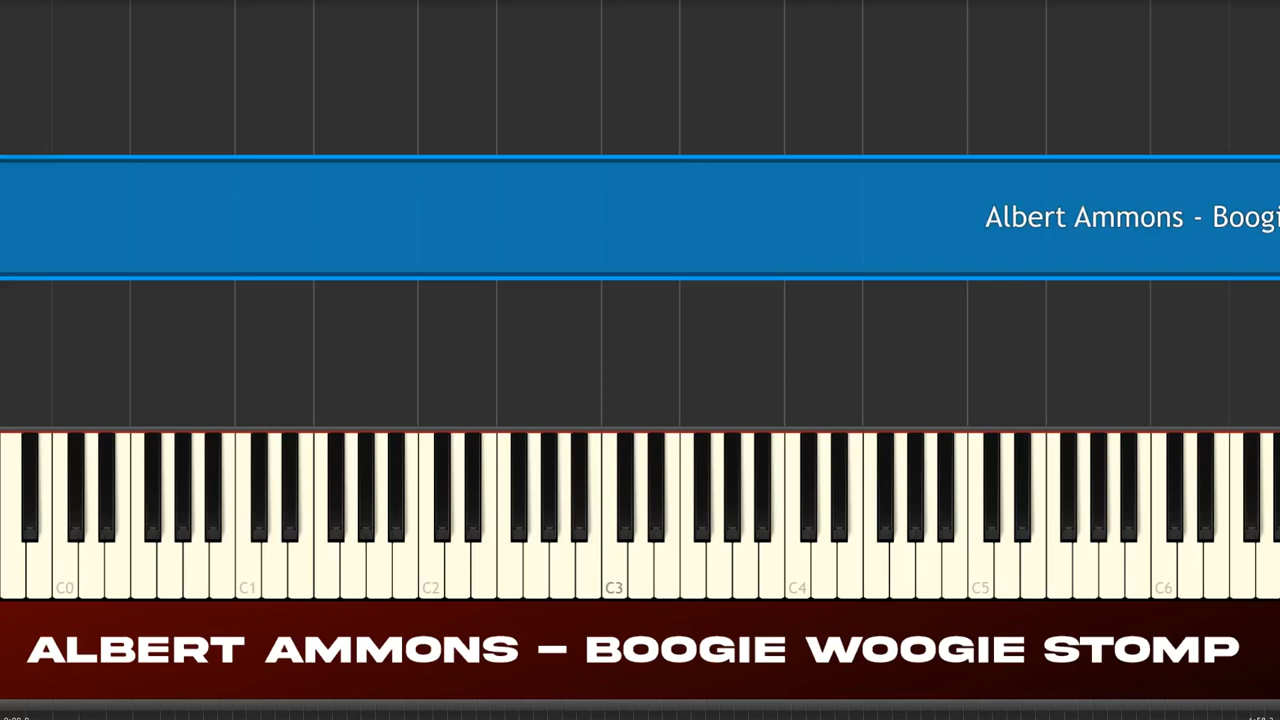 Albert Ammons - Boogi
C0 C1 C2 C3 C4 C5 C6
ALBERT AMMONS – BOOGIE WOOGIE STOMP